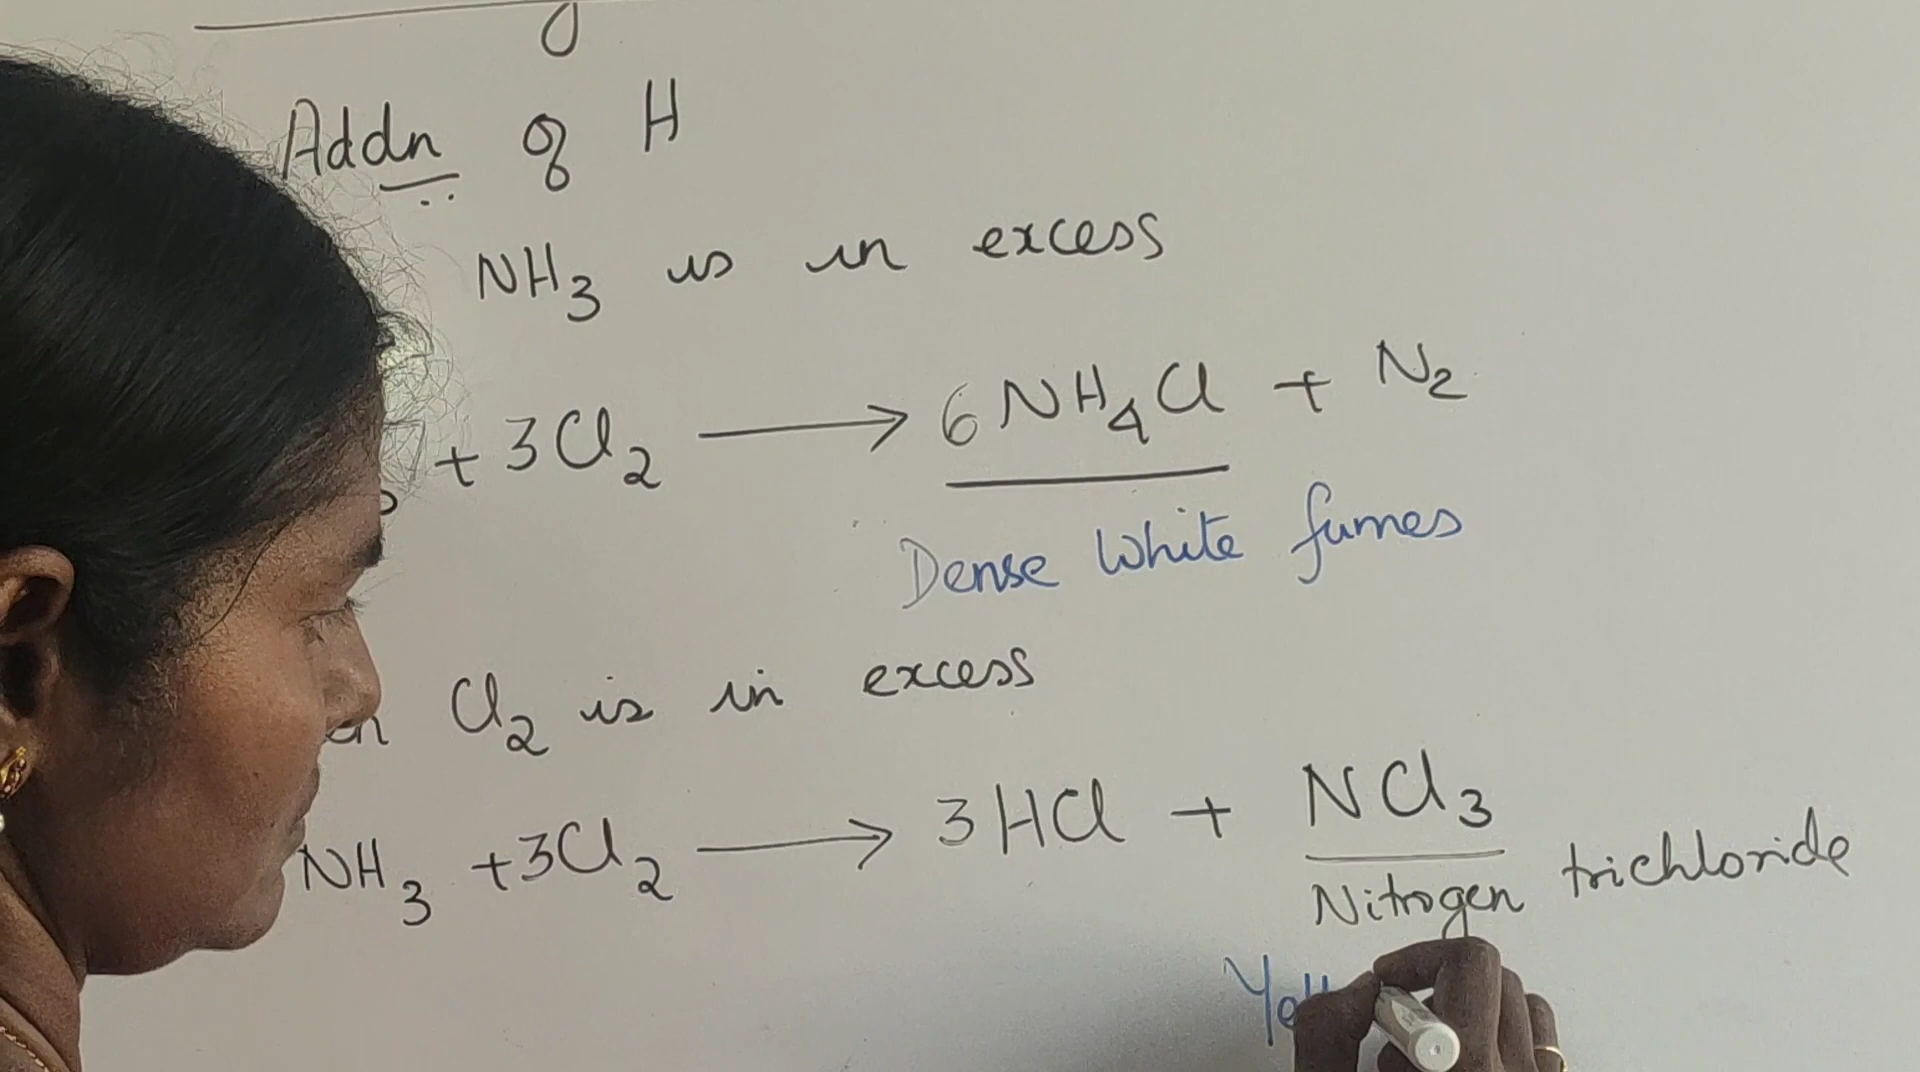 Addn of H
NH3 is in excess
+ 3Cl2 → 6NH4Cl + N2
Dense White fumes
Cl2 is in excess
NH3 + 3Cl2 → 3HCl + NCl3
Nitrogen trichloride